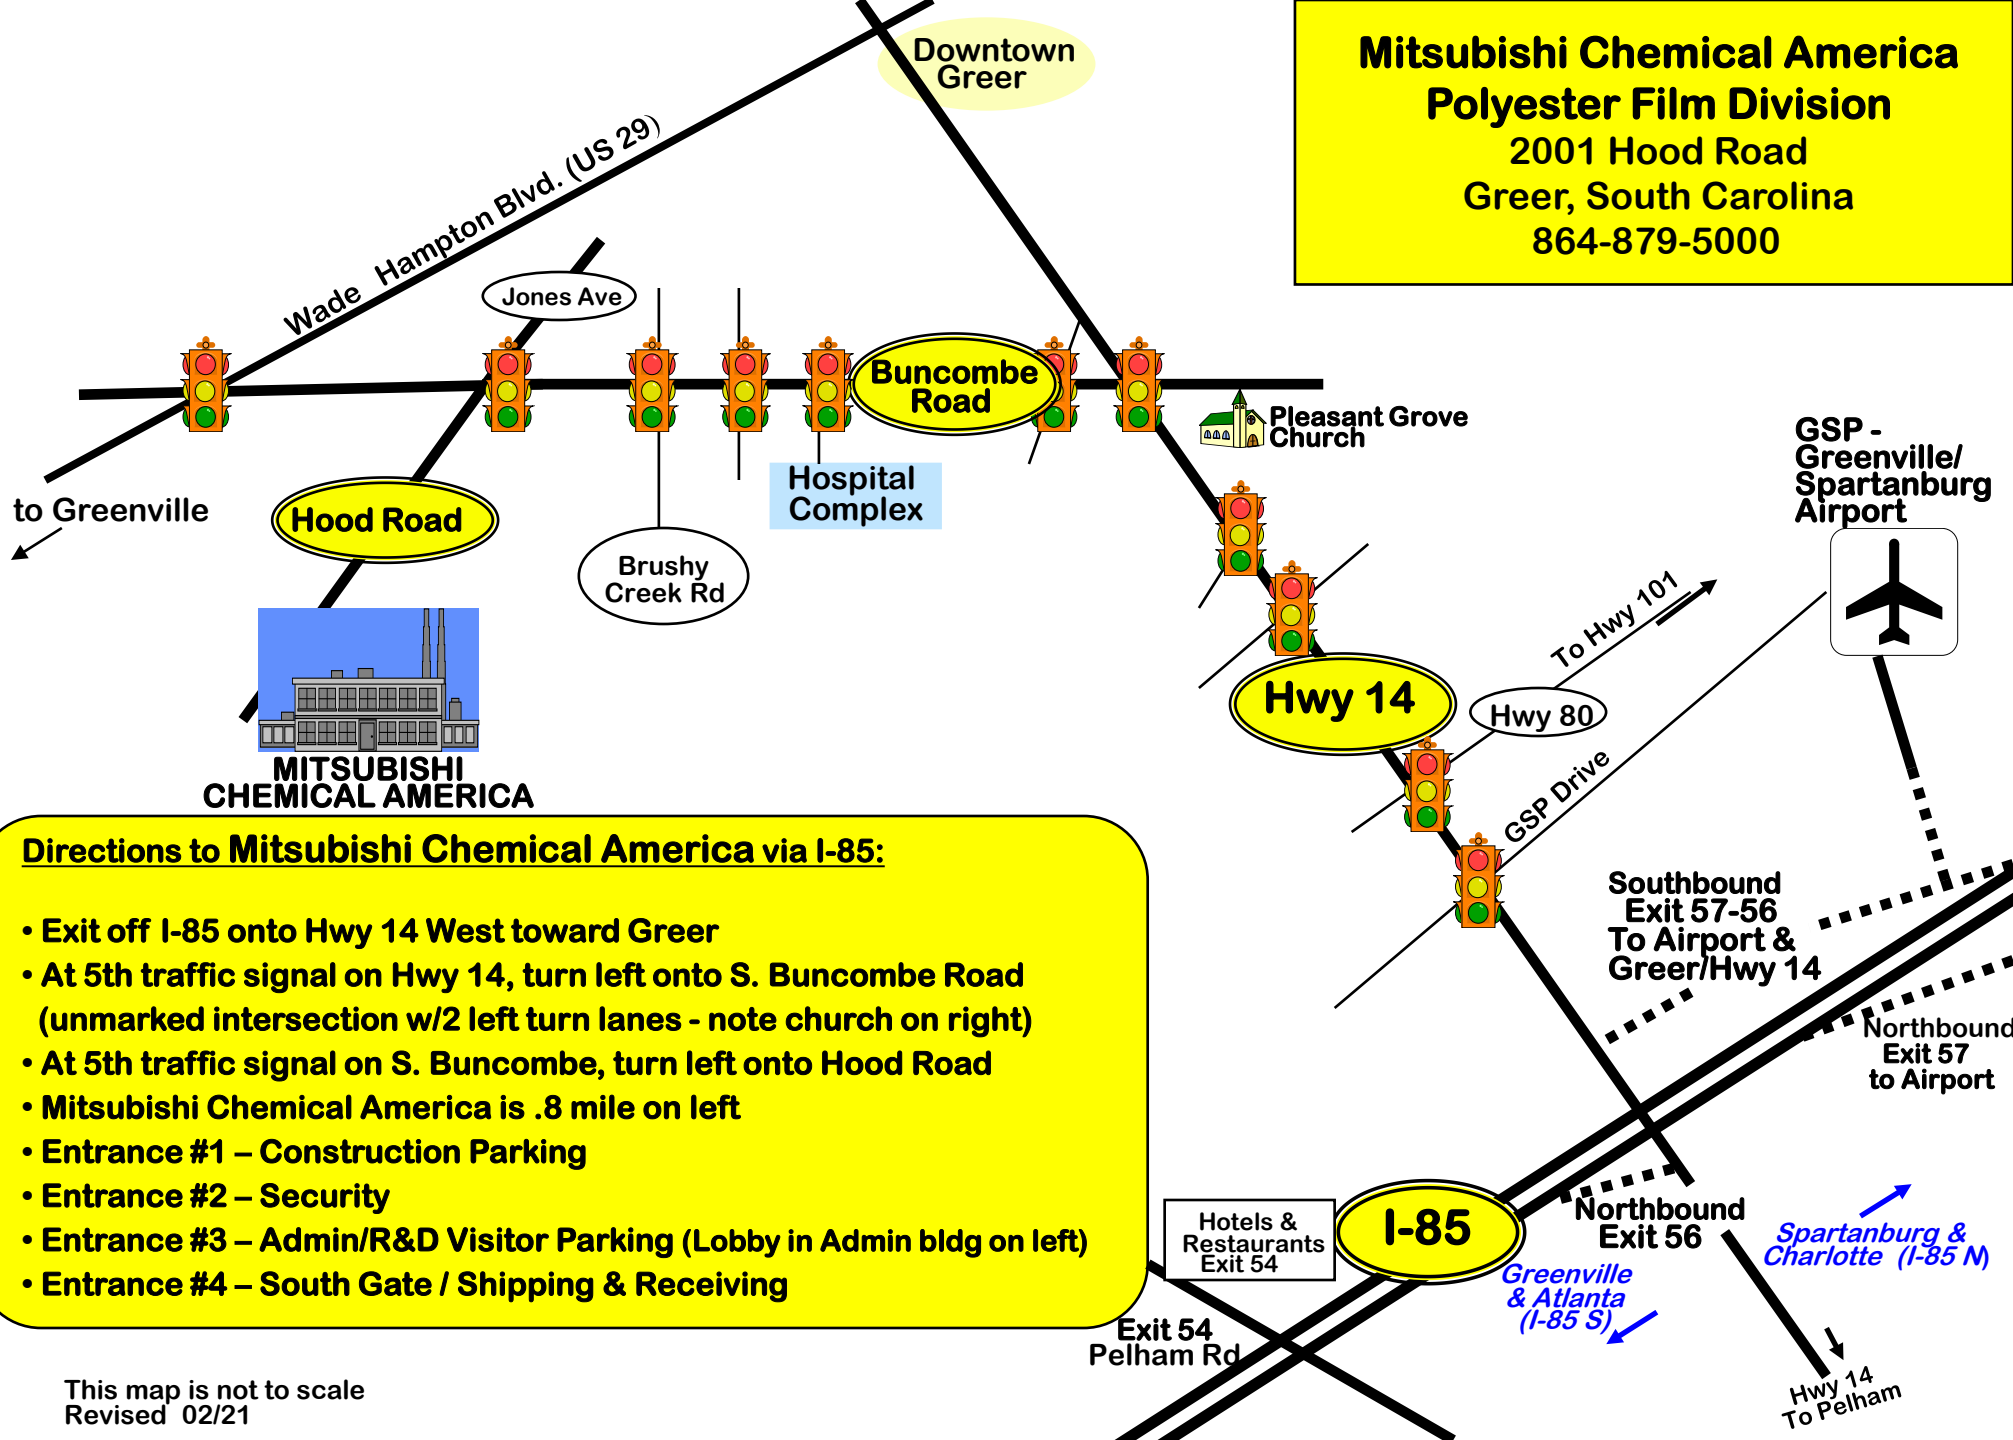 Downtown
Greer
Mitsubishi Chemical America
Polyester Film Division
2001 Hood Road
Greer, South Carolina
864-879-5000
Wade Hampton Blvd. (US 29)
Jones Ave
Buncombe
Road
Pleasant Grove
Church
GSP -
Greenville/
Spartanburg
Airport
to Greenville
Hood Road
Hospital
Complex
Brushy
Creek Rd
To Hwy 101
Hwy 14
Hwy 80
GSP Drive
MITSUBISHI
CHEMICAL AMERICA
Directions to Mitsubishi Chemical America via I-85:
• Exit off I-85 onto Hwy 14 West toward Greer
• At 5th traffic signal on Hwy 14, turn left onto S. Buncombe Road
(unmarked intersection w/2 left turn lanes - note church on right)
• At 5th traffic signal on S. Buncombe, turn left onto Hood Road
• Mitsubishi Chemical America is .8 mile on left
• Entrance #1 – Construction Parking
• Entrance #2 – Security
• Entrance #3 – Admin/R&D Visitor Parking (Lobby in Admin bldg on left)
• Entrance #4 – South Gate / Shipping & Receiving
Southbound
Exit 57-56
To Airport &
Greer/Hwy 14
Northbound
Exit 57
to Airport
Hotels &
Restaurants
Exit 54
I-85
Northbound
Exit 56
Spartanburg &
Charlotte (I-85 N)
Greenville
& Atlanta
(I-85 S)
Exit 54
Pelham Rd
Hwy 14
To Pelham
This map is not to scale
Revised 02/21